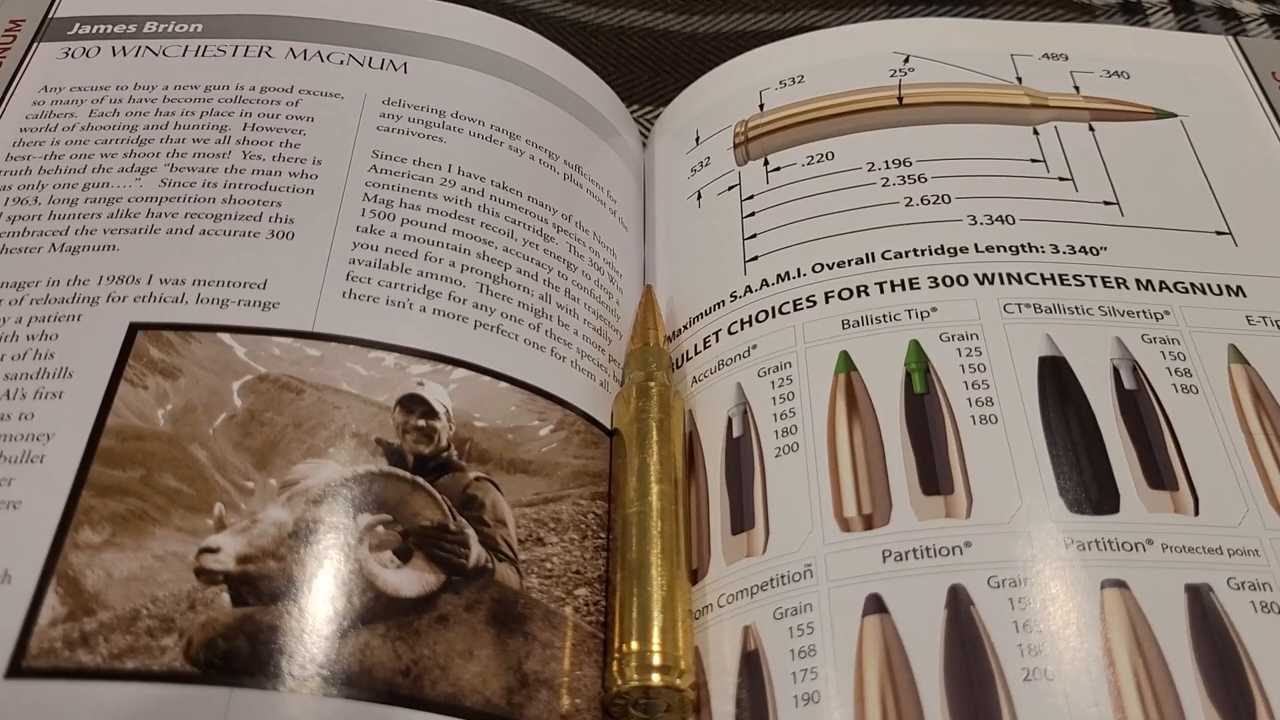 NUM
James Brion
300 WINCHESTER MAGNUM
Any excuse to buy a new gun is a good excuse,
so many of us have become collectors of
calibers. Each one has its place in our own
world of shooting and hunting. However,
there is one cartridge that we all shoot the
best--the one we shoot the most! Yes, there is
truth behind the adage “beware the man who
as only one gun….”. Since its introduction
1963, long range competition shooters
sport hunters alike have recognized this
embraced the versatile and accurate 300
hester Magnum.
nager in the 1980s I was mentored
t of reloading for ethical, long-range
y a patient
ith who
t of his
sandhills
Al's first
as to
money
bullet
er
ere
ch
delivering down range energy sufficient for
any ungulate under say a ton, plus most of the
carnivores.
Since then I have taken many of the North
American 29 and numerous species on other
continents with this cartridge. The 300 Win
Mag has modest recoil, yet energy to drop a
1500 pound moose, accuracy to confidently
take a mountain sheep and the flat trajectory
you need for a pronghorn; all with readily
available ammo. There might be a more per
fect cartridge for any one of these species, b
there isn't a more perfect one for them all
.532
25°
.489
.340
.532
.220
2.196
2.356
2.620
3.340
Maximum S.A.A.M.I. Overall Cartridge Length: 3.340”
BULLET CHOICES FOR THE 300 WINCHESTER MAGNUM
AccuBond®
Grain
125
150
165
180
200
Ballistic Tip®
Grain
125
150
165
168
180
CT®Ballistic Silvertip®
Grain
150
168
180
E-Tip
om Competition™
Grain
155
168
175
190
Partition®
Grain
150
165
180
200
Partition® Protected point
Grain
180